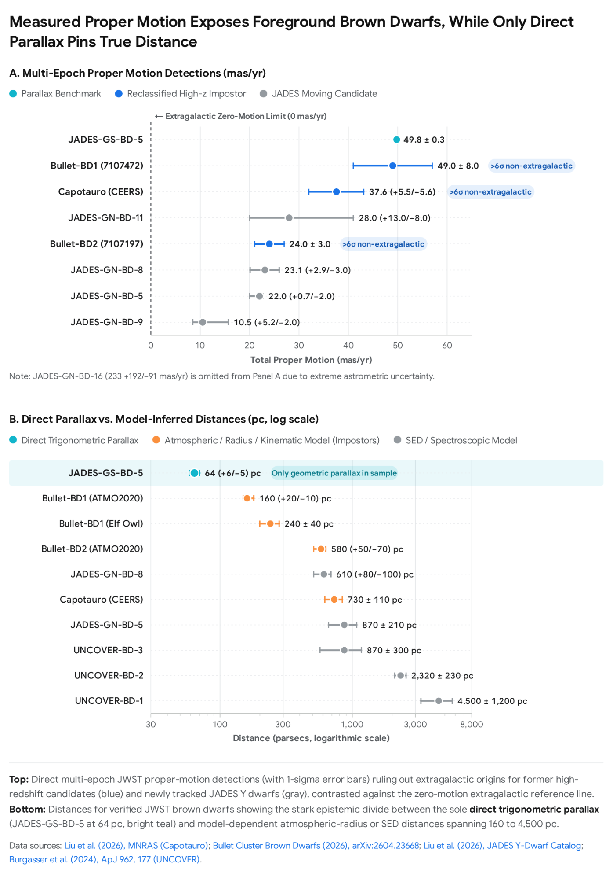 Measured Proper Motion Exposes Foreground Brown Dwarfs, While Only Direct
Parallax Pins True Distance
A. Multi-Epoch Proper Motion Detections (mas/yr)
Parallax Benchmark Reclassified High-z Impostor JADES Moving Candidate
← Extragalactic Zero-Motion Limit (0 mas/yr)
JADES-GS-BD-5 49.8 ± 0.3
Bullet-BD1 (7107472) 49.0 ± 8.0 >6σ non-extragalactic
Capotauro (CEERS) 37.6 (+5.5/−5.6) >6σ non-extragalactic
JADES-GN-BD-11 28.0 (+13.0/−8.0)
Bullet-BD2 (7107197) 24.0 ± 3.0 >6σ non-extragalactic
JADES-GN-BD-8 23.1 (+2.9/−3.0)
JADES-GN-BD-5 22.0 (+0.7/−2.0)
JADES-GN-BD-9 10.5 (+5.2/−2.0)
0 10 20 30 40 50 60
Total Proper Motion (mas/yr)
Note: JADES-GN-BD-16 (233 +192/−91 mas/yr) is omitted from Panel A due to extreme astrometric uncertainty.
B. Direct Parallax vs. Model-Inferred Distances (pc, log scale)
Direct Trigonometric Parallax Atmospheric / Radius / Kinematic Model (Impostors) SED / Spectroscopic Model
JADES-GS-BD-5 64 (+6/−5) pc Only geometric parallax in sample
Bullet-BD1 (ATMO2020) 160 (+20/−10) pc
Bullet-BD1 (Elf Owl) 240 ± 40 pc
Bullet-BD2 (ATMO2020) 580 (+50/−70) pc
JADES-GN-BD-8 610 (+80/−100) pc
Capotauro (CEERS) 730 ± 110 pc
JADES-GN-BD-5 870 ± 210 pc
UNCOVER-BD-3 870 ± 300 pc
UNCOVER-BD-2 2,320 ± 230 pc
UNCOVER-BD-1 4,500 ± 1,200 pc
30 100 300 1,000 3,000 8,000
Distance (parsecs, logarithmic scale)
Top: Direct multi-epoch JWST proper-motion detections (with 1-sigma error bars) ruling out extragalactic origins for former high-
redshift candidates (blue) and newly tracked JADES Y dwarfs (gray), contrasted against the zero-motion extragalactic reference line.
Bottom: Distances for verified JWST brown dwarfs showing the stark epistemic divide between the sole direct trigonometric parallax
(JADES-GS-BD-5 at 64 pc, bright teal) and model-dependent atmospheric-radius or SED distances spanning 160 to 4,500 pc.
Data sources: Liu et al. (2026), MNRAS (Capotauro); Bullet Cluster Brown Dwarfs (2026), arXiv:2604.23668; Liu et al. (2026), JADES Y-Dwarf Catalog;
Burgasser et al. (2024), ApJ 962, 177 (UNCOVER).